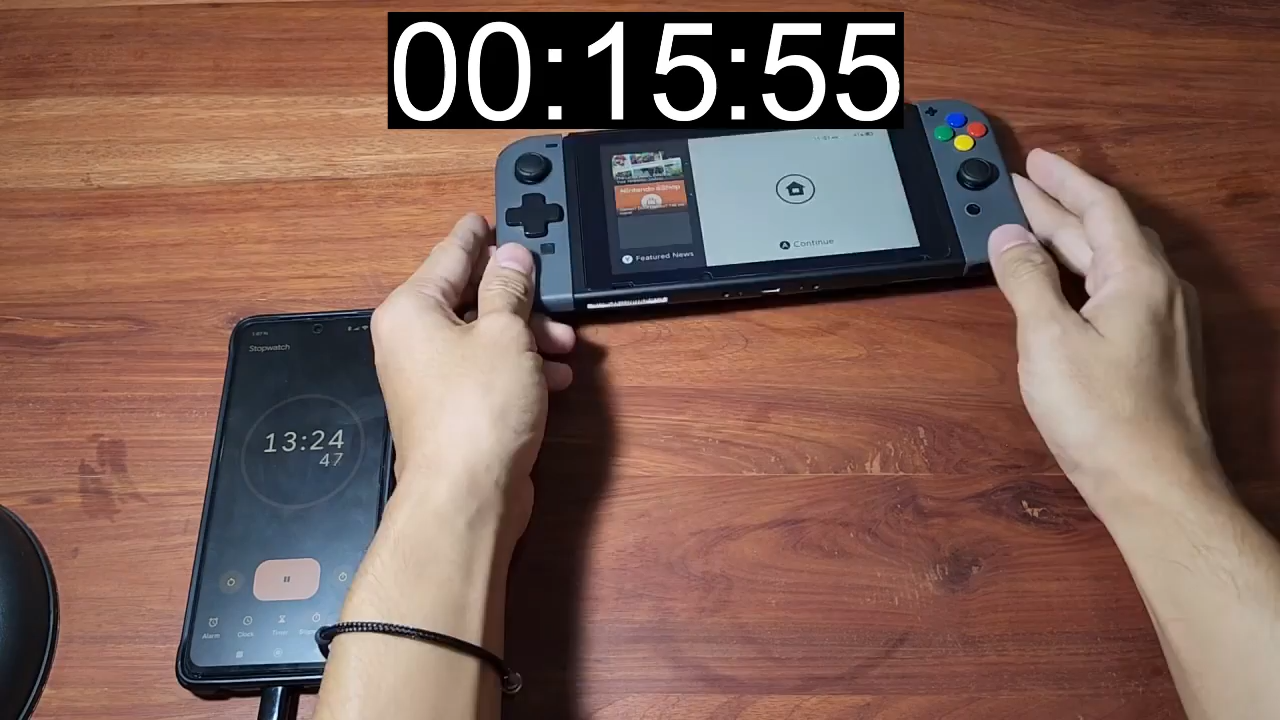 00:15:55
Nintendo eShop
A Continue
Y Featured News
Stopwatch
13:24
47
Alarm
Clock
Timer